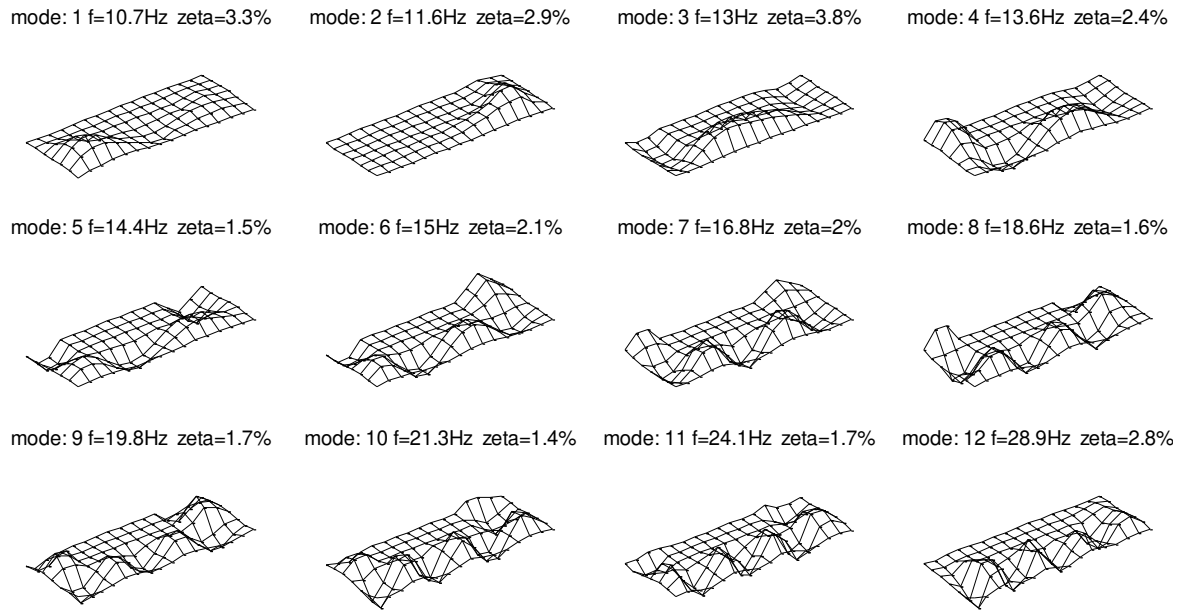 mode: 1 f=10.7Hz zeta=3.3%
mode: 2 f=11.6Hz zeta=2.9%
mode: 3 f=13Hz zeta=3.8%
mode: 4 f=13.6Hz zeta=2.4%
mode: 5 f=14.4Hz zeta=1.5%
mode: 6 f=15Hz zeta=2.1%
mode: 7 f=16.8Hz zeta=2%
mode: 8 f=18.6Hz zeta=1.6%
mode: 9 f=19.8Hz zeta=1.7%
mode: 10 f=21.3Hz zeta=1.4%
mode: 11 f=24.1Hz zeta=1.7%
mode: 12 f=28.9Hz zeta=2.8%